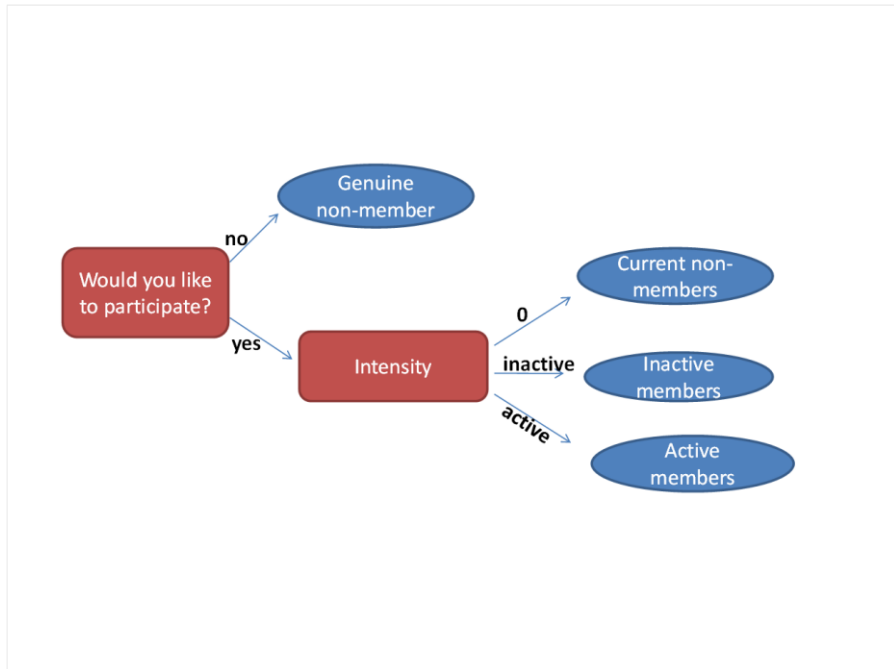 Genuine
non-member
no
Would you like
to participate?
yes
Intensity
0
Current non-
members
inactive
Inactive
members
active
Active
members